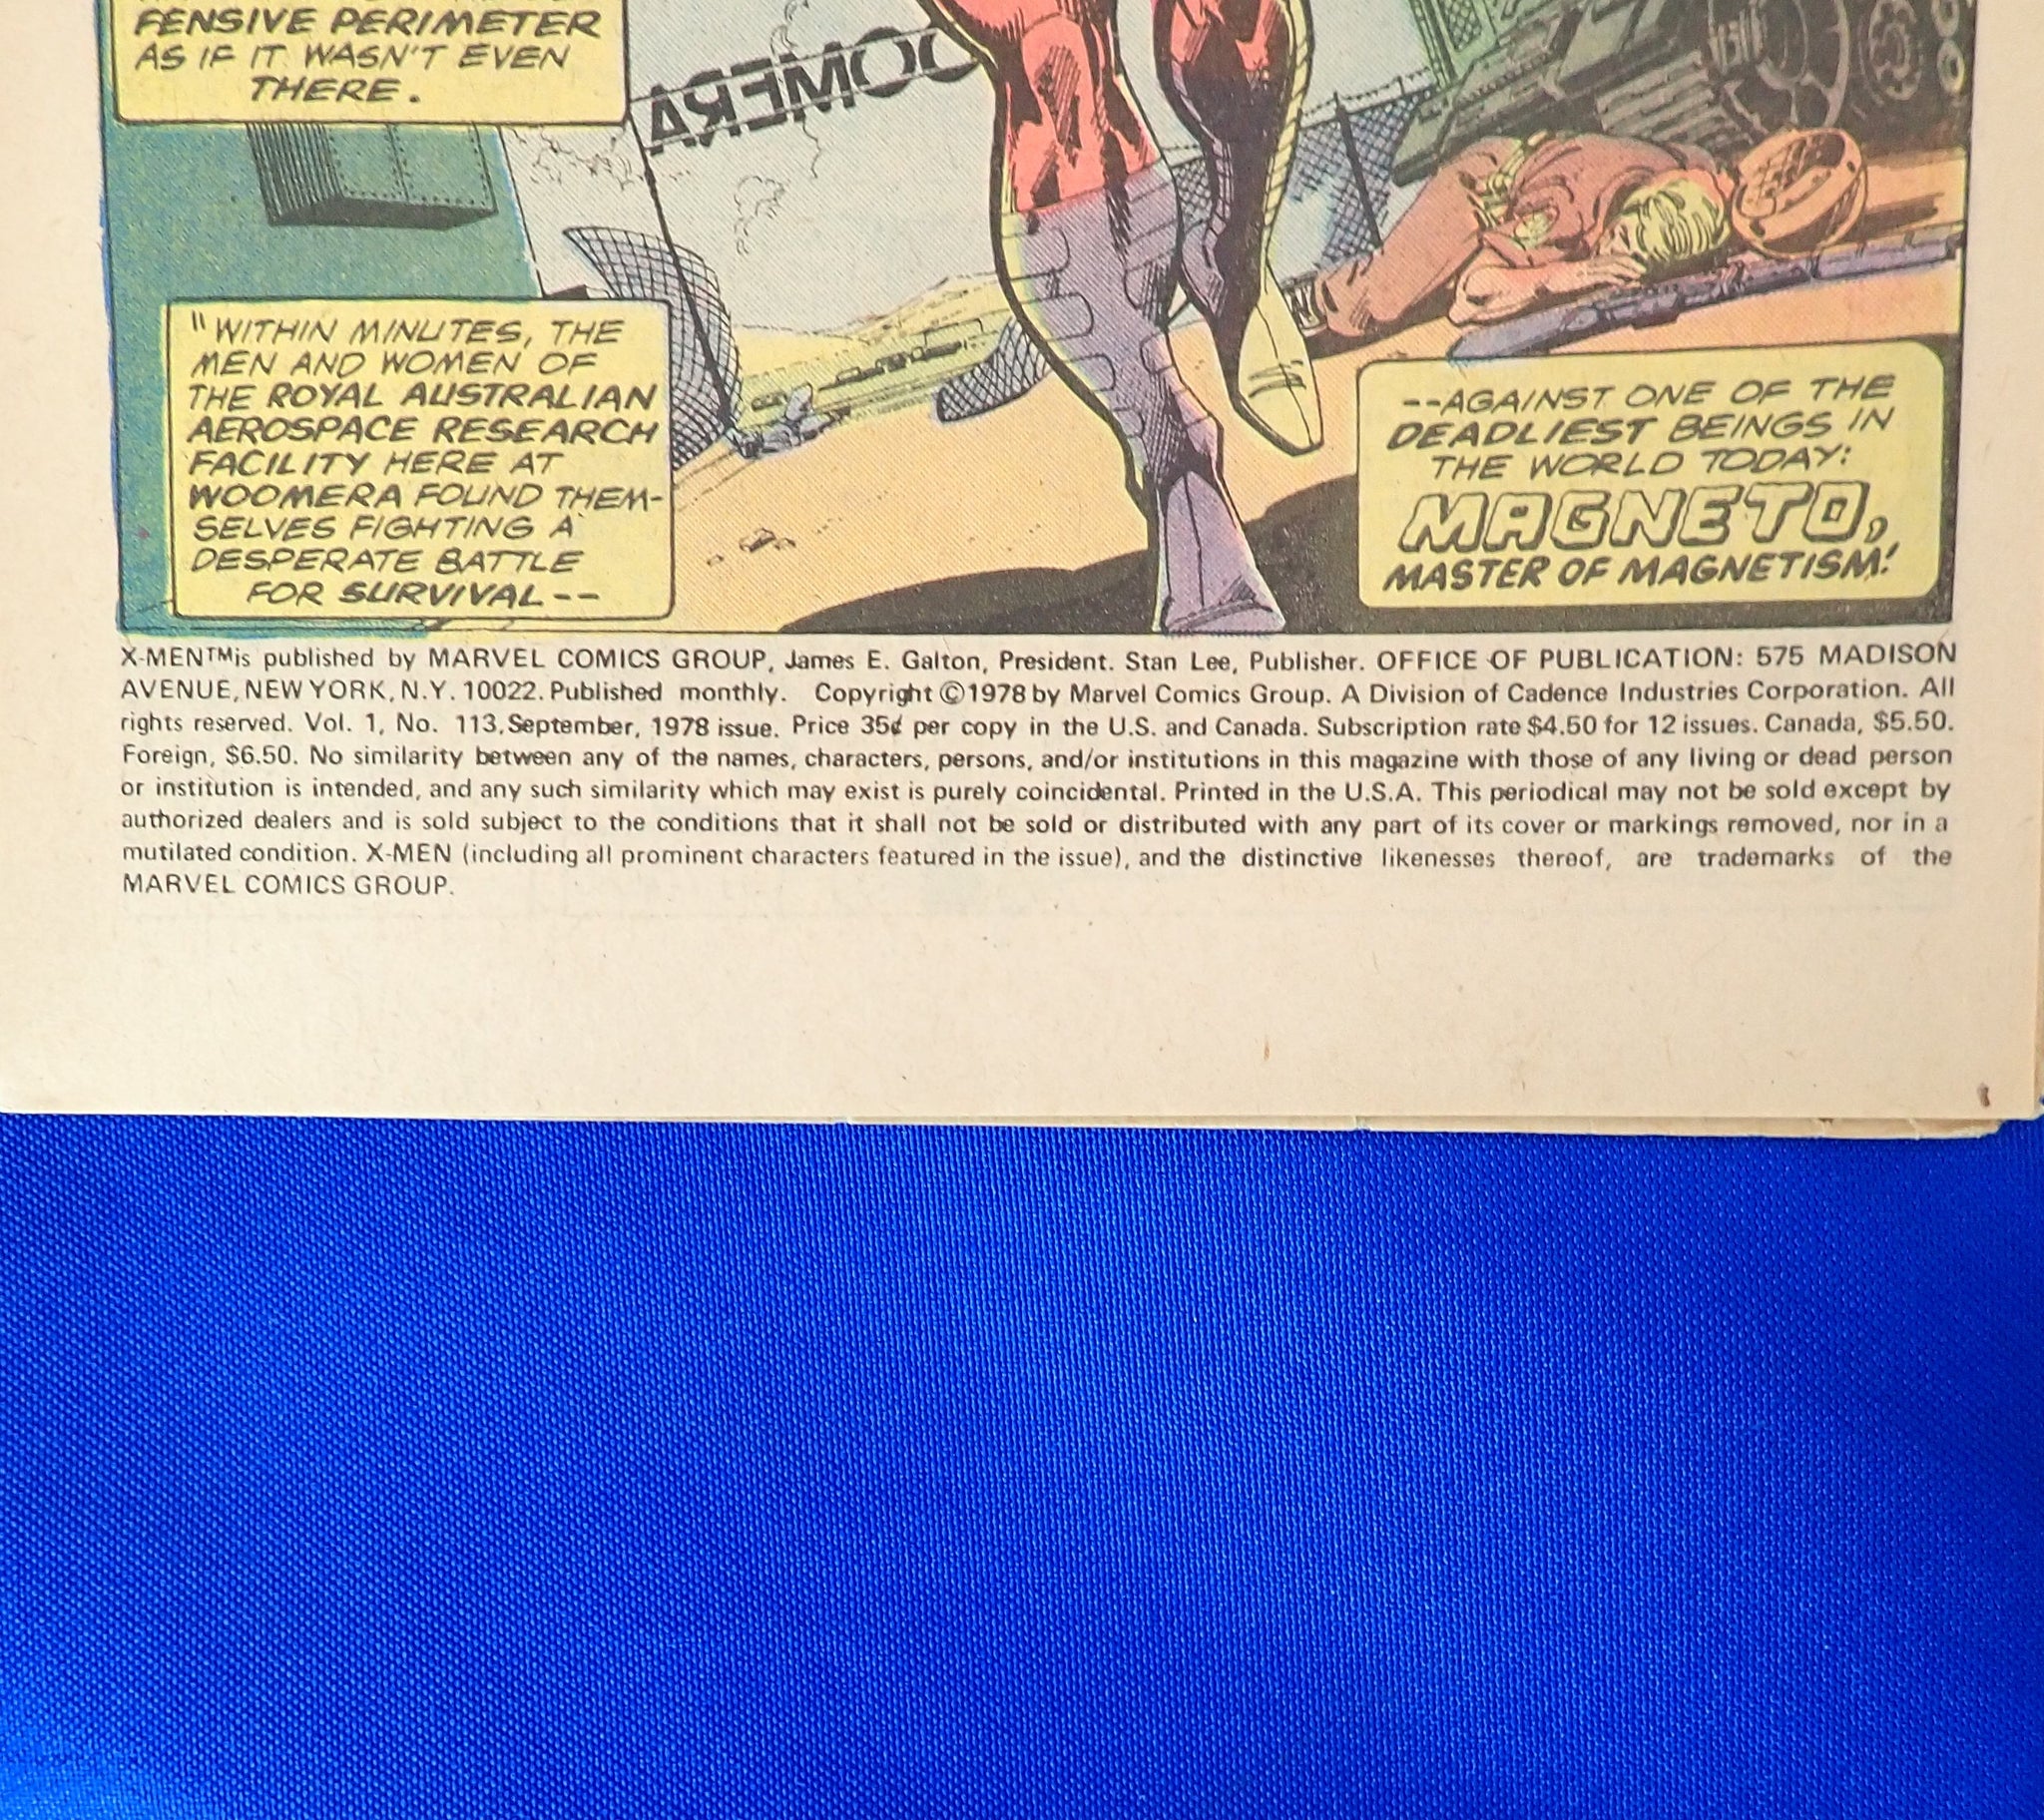 FENSIVE PERIMETER
AS IF IT WASN'T EVEN
THERE.
OOMERA
"WITHIN MINUTES, THE
MEN AND WOMEN OF
THE ROYAL AUSTRALIAN
AEROSPACE RESEARCH
FACILITY HERE AT
WOOMERA FOUND THEM-
SELVES FIGHTING A
DESPERATE BATTLE
FOR SURVIVAL--
--AGAINST ONE OF THE
DEADLIEST BEINGS IN
THE WORLD TODAY:
MAGNETO,
MASTER OF MAGNETISM!
X-MEN™is published by MARVEL COMICS GROUP, James E. Galton, President. Stan Lee, Publisher. OFFICE OF PUBLICATION: 575 MADISON
AVENUE, NEW YORK, N.Y. 10022. Published monthly. Copyright ©1978 by Marvel Comics Group. A Division of Cadence Industries Corporation. All
rights reserved. Vol. 1, No. 113, September, 1978 issue. Price 35¢ per copy in the U.S. and Canada. Subscription rate $4.50 for 12 issues. Canada, $5.50.
Foreign, $6.50. No similarity between any of the names, characters, persons, and/or institutions in this magazine with those of any living or dead person
or institution is intended, and any such similarity which may exist is purely coincidental. Printed in the U.S.A. This periodical may not be sold except by
authorized dealers and is sold subject to the conditions that it shall not be sold or distributed with any part of its cover or markings removed, nor in a
mutilated condition. X-MEN (including all prominent characters featured in the issue), and the distinctive likenesses thereof, are trademarks of the
MARVEL COMICS GROUP.